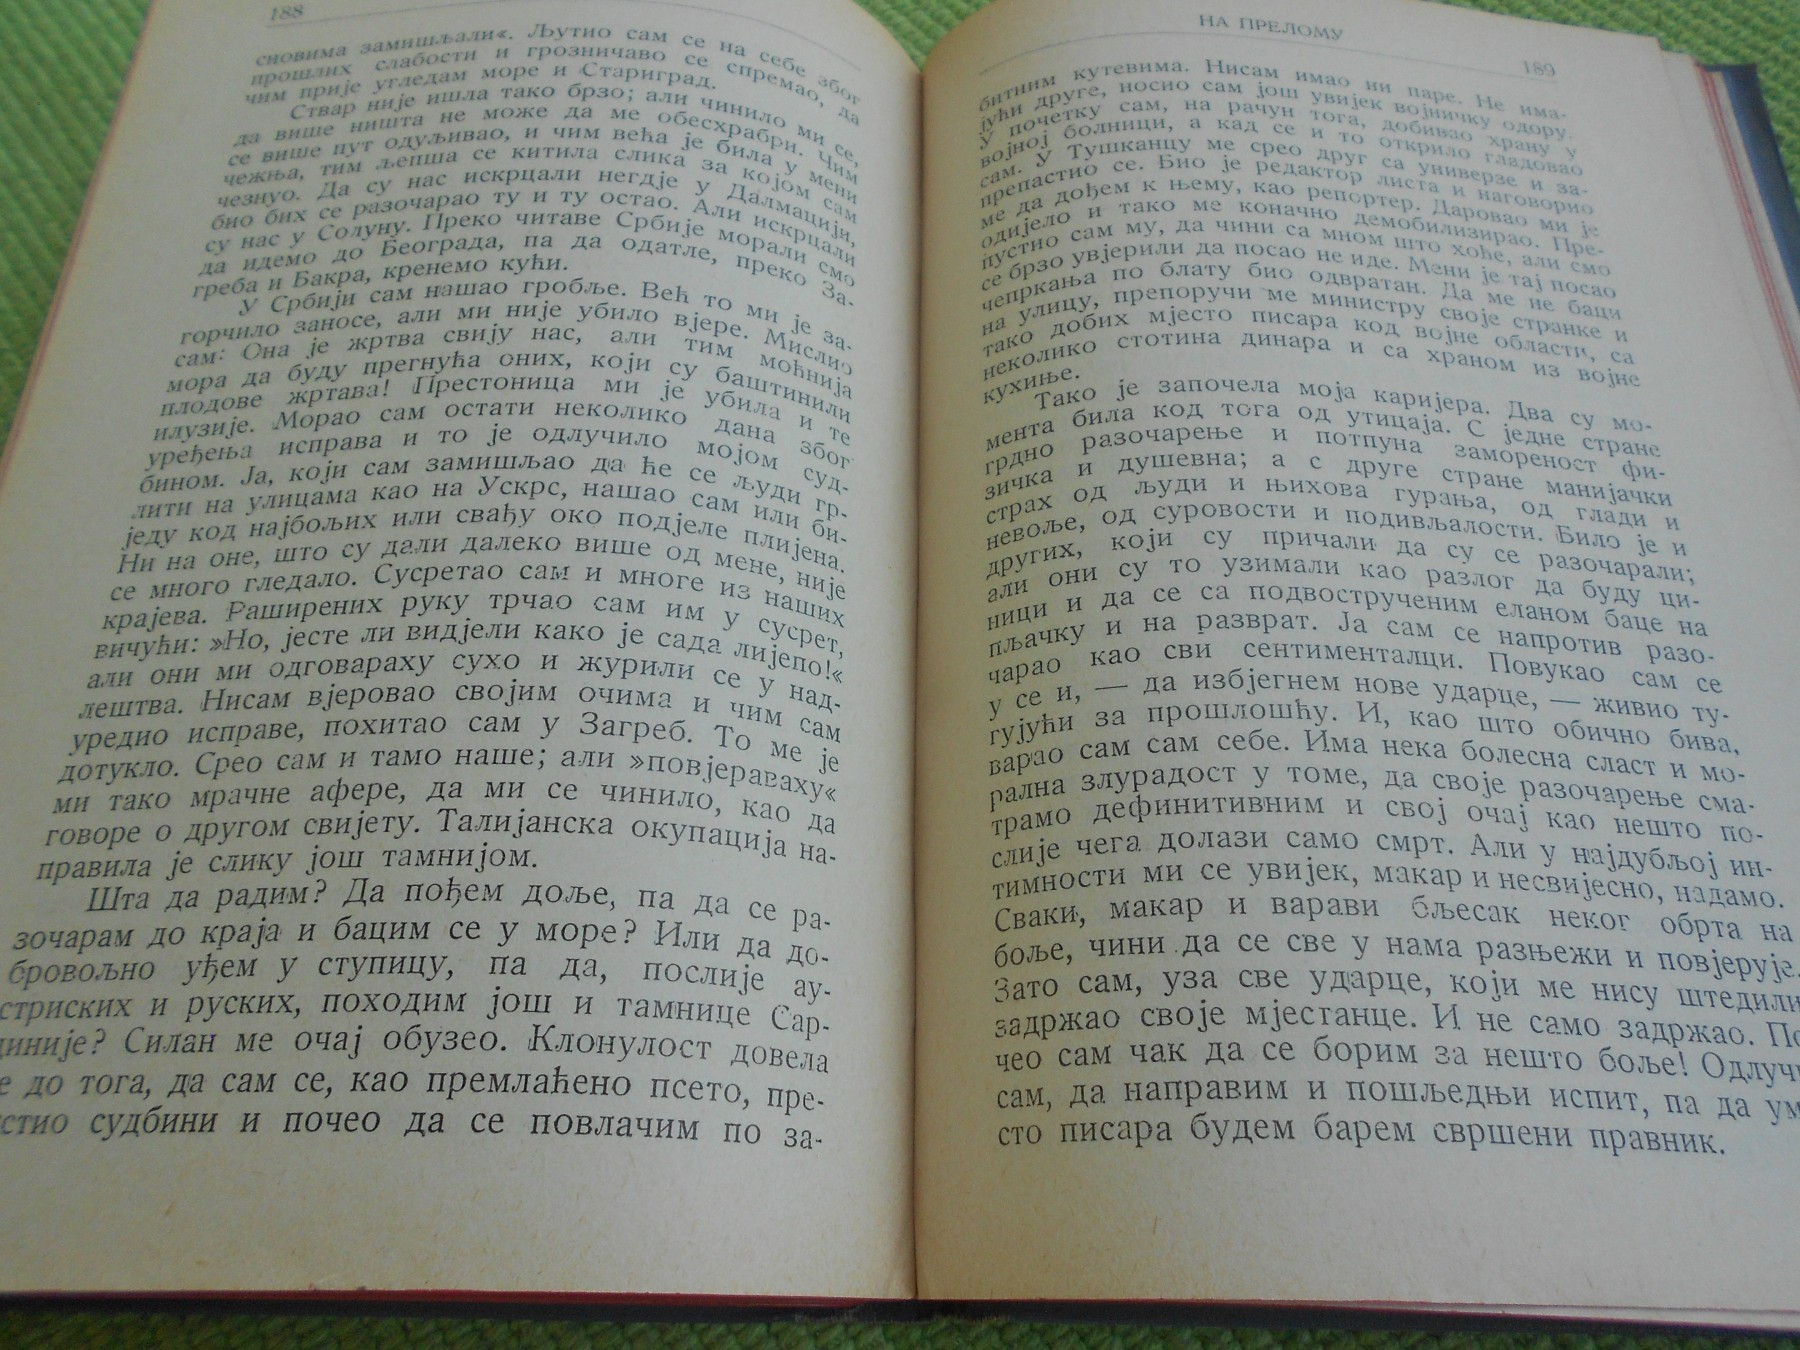 188
сновима замишљали«. Љутио сам се на себе због
прошлих слабости и грозничаво се спремао, да
чим прије угледам море и Стариград.
Ствар није ишла тако брзо; али чинило ми се,
да више ништа не може да ме обесхрабри. Чим
се више пут одуљивао, и чим већа је била у мени
чежња, тим љепша се китила слика за којом сам
чезнуо. Да су нас искрцали негдје у Далмацији,
био бих се разочарао ту и ту остао. Али искрцали
су нас у Солуну. Преко читаве Србије морали смо
да идемо до Београда, па да одатле, преко За-
греба и Бакра, кренемо кући.
У Србији сам нашао гробље. Већ то ми је за-
горчило заносе, али ми није убило вјере. Мислио
сам: Она је жртва свију нас, али тим моћнија
мора да буду прегнућа оних, који су баштинили
плодове жртава! Престоница ми је убила и те
илузије. Морао сам остати неколико дана због
уређења исправа и то је одлучило мојом суд-
бином. Ја, који сам замишљао да ће се људи гр-
лити на улицама као на Ускрс, нашао сам или би-
једу код најбољих или свађу око подјеле плијена.
Ни на оне, што су дали далеко више од мене, није
се много гледало. Сусретао сам и многе из наших
крајева. Раширених руку трчао сам им у сусрет,
вичући: »Но, јесте ли видјели како је сада лијепо!«
али они ми одговараху сухо и журили се у над-
лештва. Нисам вјеровао својим очима и чим сам
уредио исправе, похитао сам у Загреб. То ме је
дотукло. Срео сам и тамо наше; али »повјераваху«
ми тако мрачне афере, да ми се чинило, као да
говоре о другом свијету. Талијанска окупација на-
правила је слику још тамнијом.
Шта да радим? Да пођем доље, па да се ра-
зочарам до краја и бацим се у море? Или да до-
бровољно уђем у ступицу, па да, послије ау-
стриских и руских, походим још и тамнице Сар-
диније? Силан ме очај обузео. Клонулост довела
е до тога, да сам се, као премлаћено псето, пре-
стио судбини и почео да се повлачим по за-
НА ПРЕЛОМУ
189
битним кутевима. Нисам имао ни паре. Не има-
јући друге, носио сам још увијек војничку одору.
У почетку сам, на рачун тога, добивао храну у
војној болници, а кад се и то открило гладовао
сам. У Тушканцу ме срео друг са универзе и за-
препастио се. Био је редактор листа и наговорио
ме да дођем к њему, као репортер. Даровао ми је
одијело и тако ме коначно демобилизирао. Пре-
пустио сам му, да чини са мном што хоће, али смо
се брзо увјерили да посао не иде. Мени је тај посао
чепркања по блату био одвратан. Да ме не баци
на улицу, препоручи ме министру своје странке и
тако добих мјесто писара код војне области, са
неколико стотина динара и са храном из војне
кухиње.
Тако је започела моја каријера. Два су мо-
мента била код тога од утицаја. С једне стране
грдно разочарење и потпуна замореност фи-
зичка и душевна; а с друге стране манијачки
страх од људи и њихова гурања, од глади и
невоље, од суровости и подивљалости. Било је и
других, који су причали да су се разочарали;
али они су то узимали као разлог да буду ци-
ници и да се са подвострученим еланом баце на
пљачку и на разврат. Ја сам се напротив разо-
чарао као сви сентименталци. Повукао сам се
у се и, — да избјегнем нове ударце, — живио ту-
гујући за прошлошћу. И, као што обично бива,
варао сам сам себе. Има нека болесна сласт и мо-
рална злурадост у томе, да своје разочарење сма-
трамо дефинитивним и свој очај као нешто по-
слије чега долази само смрт. Али у најдубљој ин-
тимности ми се увијек, макар и несвијесно, надамо.
Сваки, макар и варави бљесак неког обрта на
боље, чини да се све у нама разњежи и повјерује.
Зато сам, уза све ударце, који ме нису штедили
задржао своје мјестанце. И не само задржао. По
чео сам чак да се борим за нешто боље! Одлучи
сам, да направим и пошљедњи испит, па да ум
сто писара будем барем свршени правник.